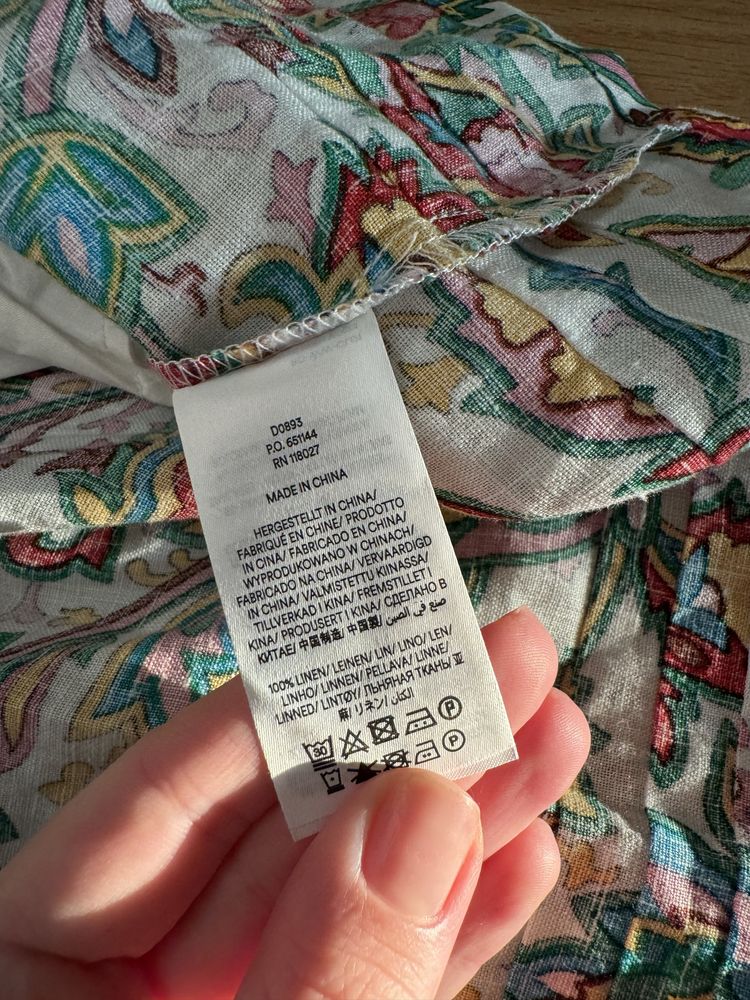 D0893
P.O. 651144
RN 118027
MADE IN CHINA
HERGESTELLT IN CHINA/
FABRIQUÉ EN CHINE/ PRODOTTO
IN CINA/ FABRICADO EN CHINA/
WYPRODUKOWANO W CHINACH/
FABRICADO NA CHINA/ VERVAARDIGD
IN CHINA/ VALMISTETTU KIINASSA/
TILLVERKAD I KINA/ FREMSTILLET I
KINA/ PRODUSERT I KINA/ СДЕЛАНО В
КИТАЕ/ 中国制造/ 中国製/ صنع في الصين
100% LINEN/ LEINEN/ LIN/ LINO/ LEN/
LINHO/ LINNEN/ PELLAVA/ LINNE/
LINNED/ LINTØY/ ЛЬНЯНАЯ ТКАНЬ/
麻/ リネン/ الكتان
30
P
P